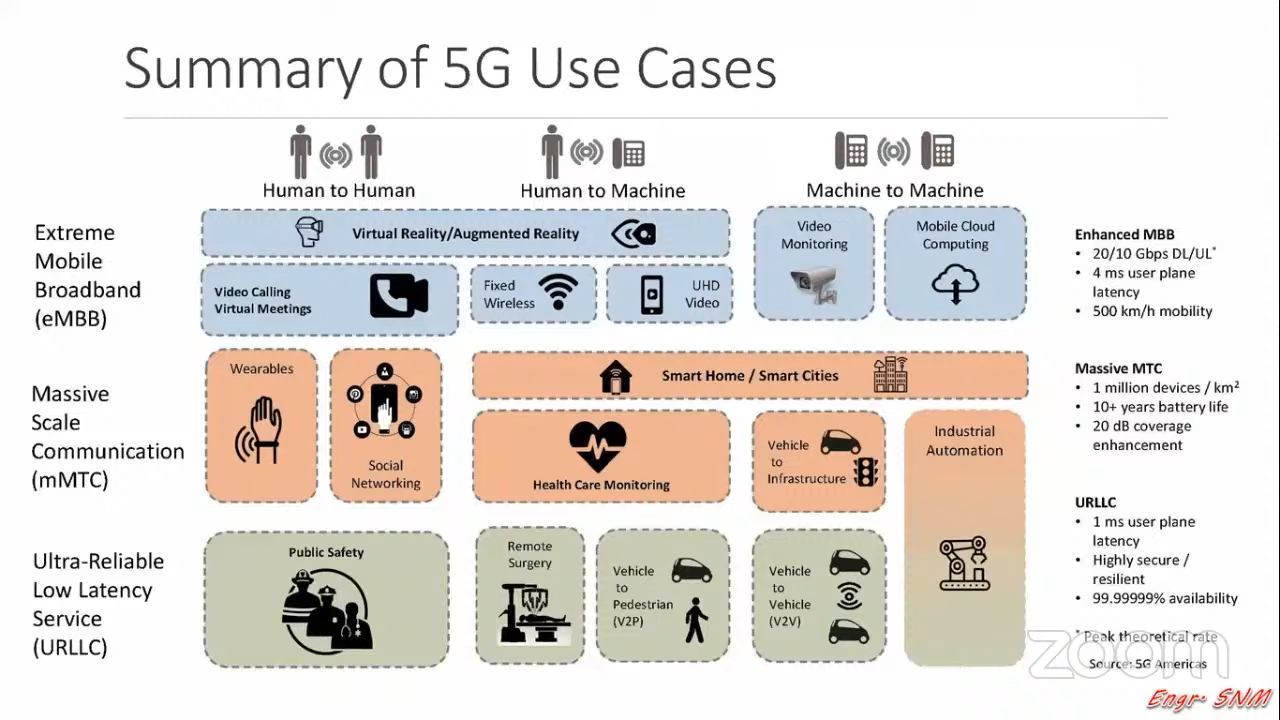 Summary of 5G Use Cases
Human to Human
Human to Machine
Machine to Machine
Extreme
Mobile
Broadband
(eMBB)
Virtual Reality/Augmented Reality
Video Calling
Virtual Meetings
Fixed
Wireless
UHD
Video
Video
Monitoring
Mobile Cloud
Computing
Enhanced MBB
• 20/10 Gbps DL/UL*
• 4 ms user plane
latency
• 500 km/h mobility
Massive
Scale
Communication
(mMTC)
Wearables
Social
Networking
Smart Home / Smart Cities
Health Care Monitoring
Vehicle
to
Infrastructure
Industrial
Automation
Massive MTC
• 1 million devices / km²
• 10+ years battery life
• 20 dB coverage
enhancement
Ultra-Reliable
Low Latency
Service
(URLLC)
Public Safety
Remote
Surgery
Vehicle
to
Pedestrian
(V2P)
Vehicle
to
Vehicle
(V2V)
URLLC
• 1 ms user plane
latency
• Highly secure /
resilient
• 99.99999% availability
* Peak theoretical rate
Source: 5G Americas
zoom
Engr. SNM